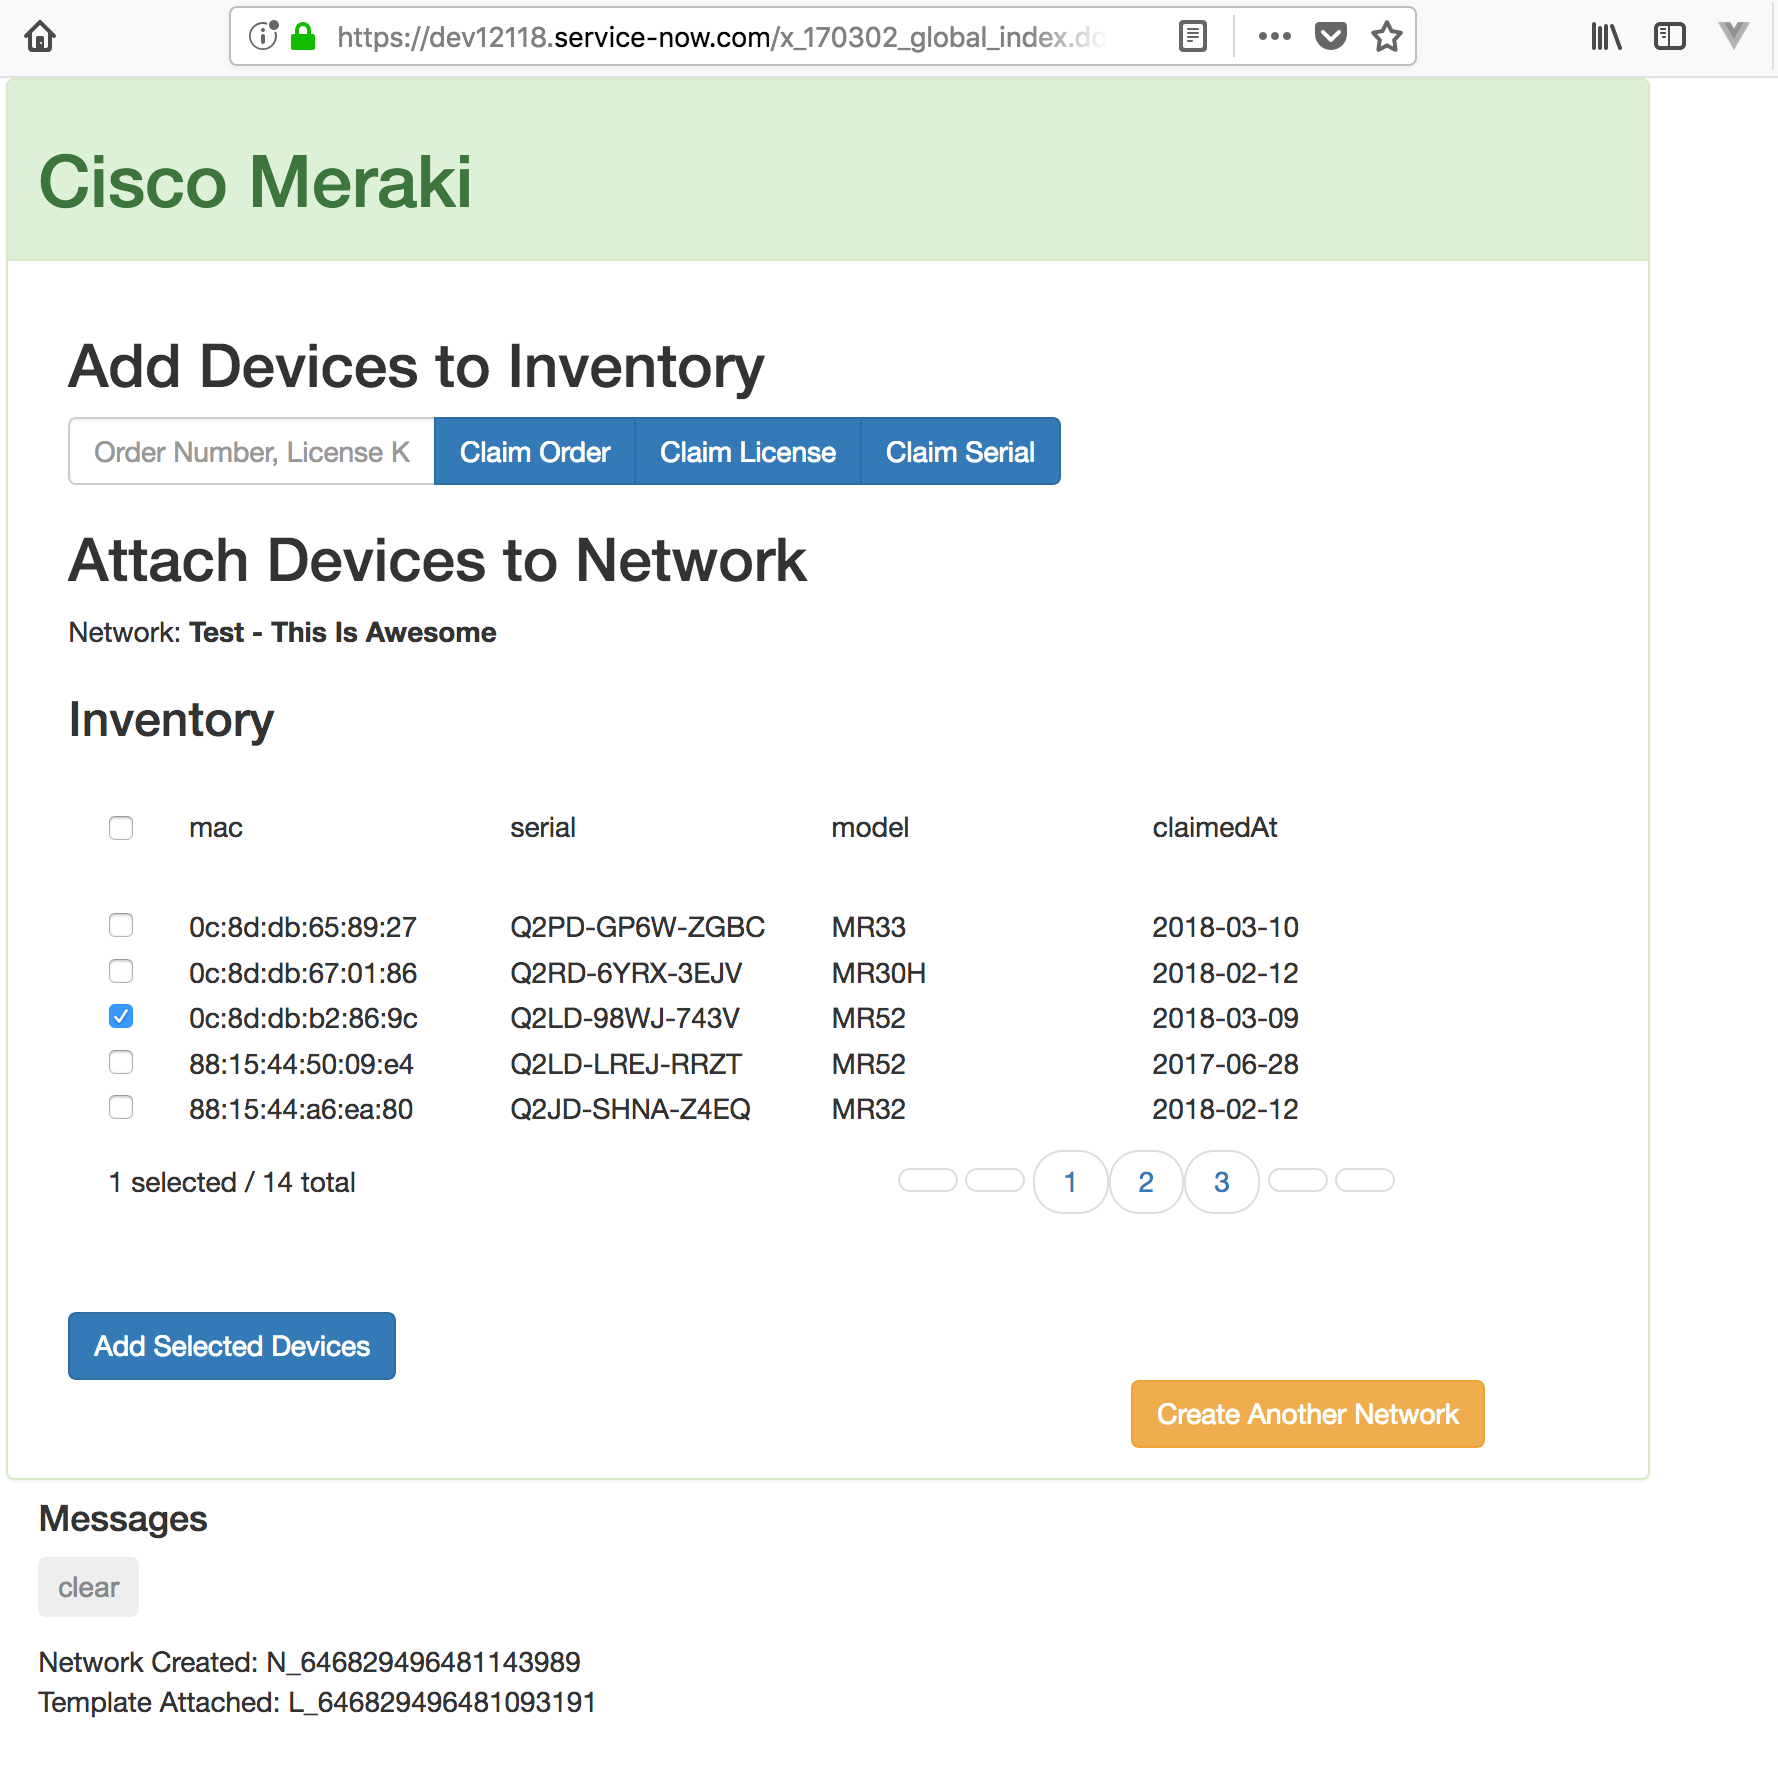 https://dev12118.service-now.com/x_170302_global_index.do
Cisco Meraki
Add Devices to Inventory
Order Number, License K Claim Order Claim License Claim Serial
Attach Devices to Network
Network: Test - This Is Awesome
Inventory
mac serial model claimedAt
0c:8d:db:65:89:27 Q2PD-GP6W-ZGBC MR33 2018-03-10
0c:8d:db:67:01:86 Q2RD-6YRX-3EJV MR30H 2018-02-12
0c:8d:db:b2:86:9c Q2LD-98WJ-743V MR52 2018-03-09
88:15:44:50:09:e4 Q2LD-LREJ-RRZT MR52 2017-06-28
88:15:44:a6:ea:80 Q2JD-SHNA-Z4EQ MR32 2018-02-12
1 selected / 14 total 1 2 3
Add Selected Devices
Create Another Network
Messages
clear
Network Created: N_646829496481143989
Template Attached: L_646829496481093191